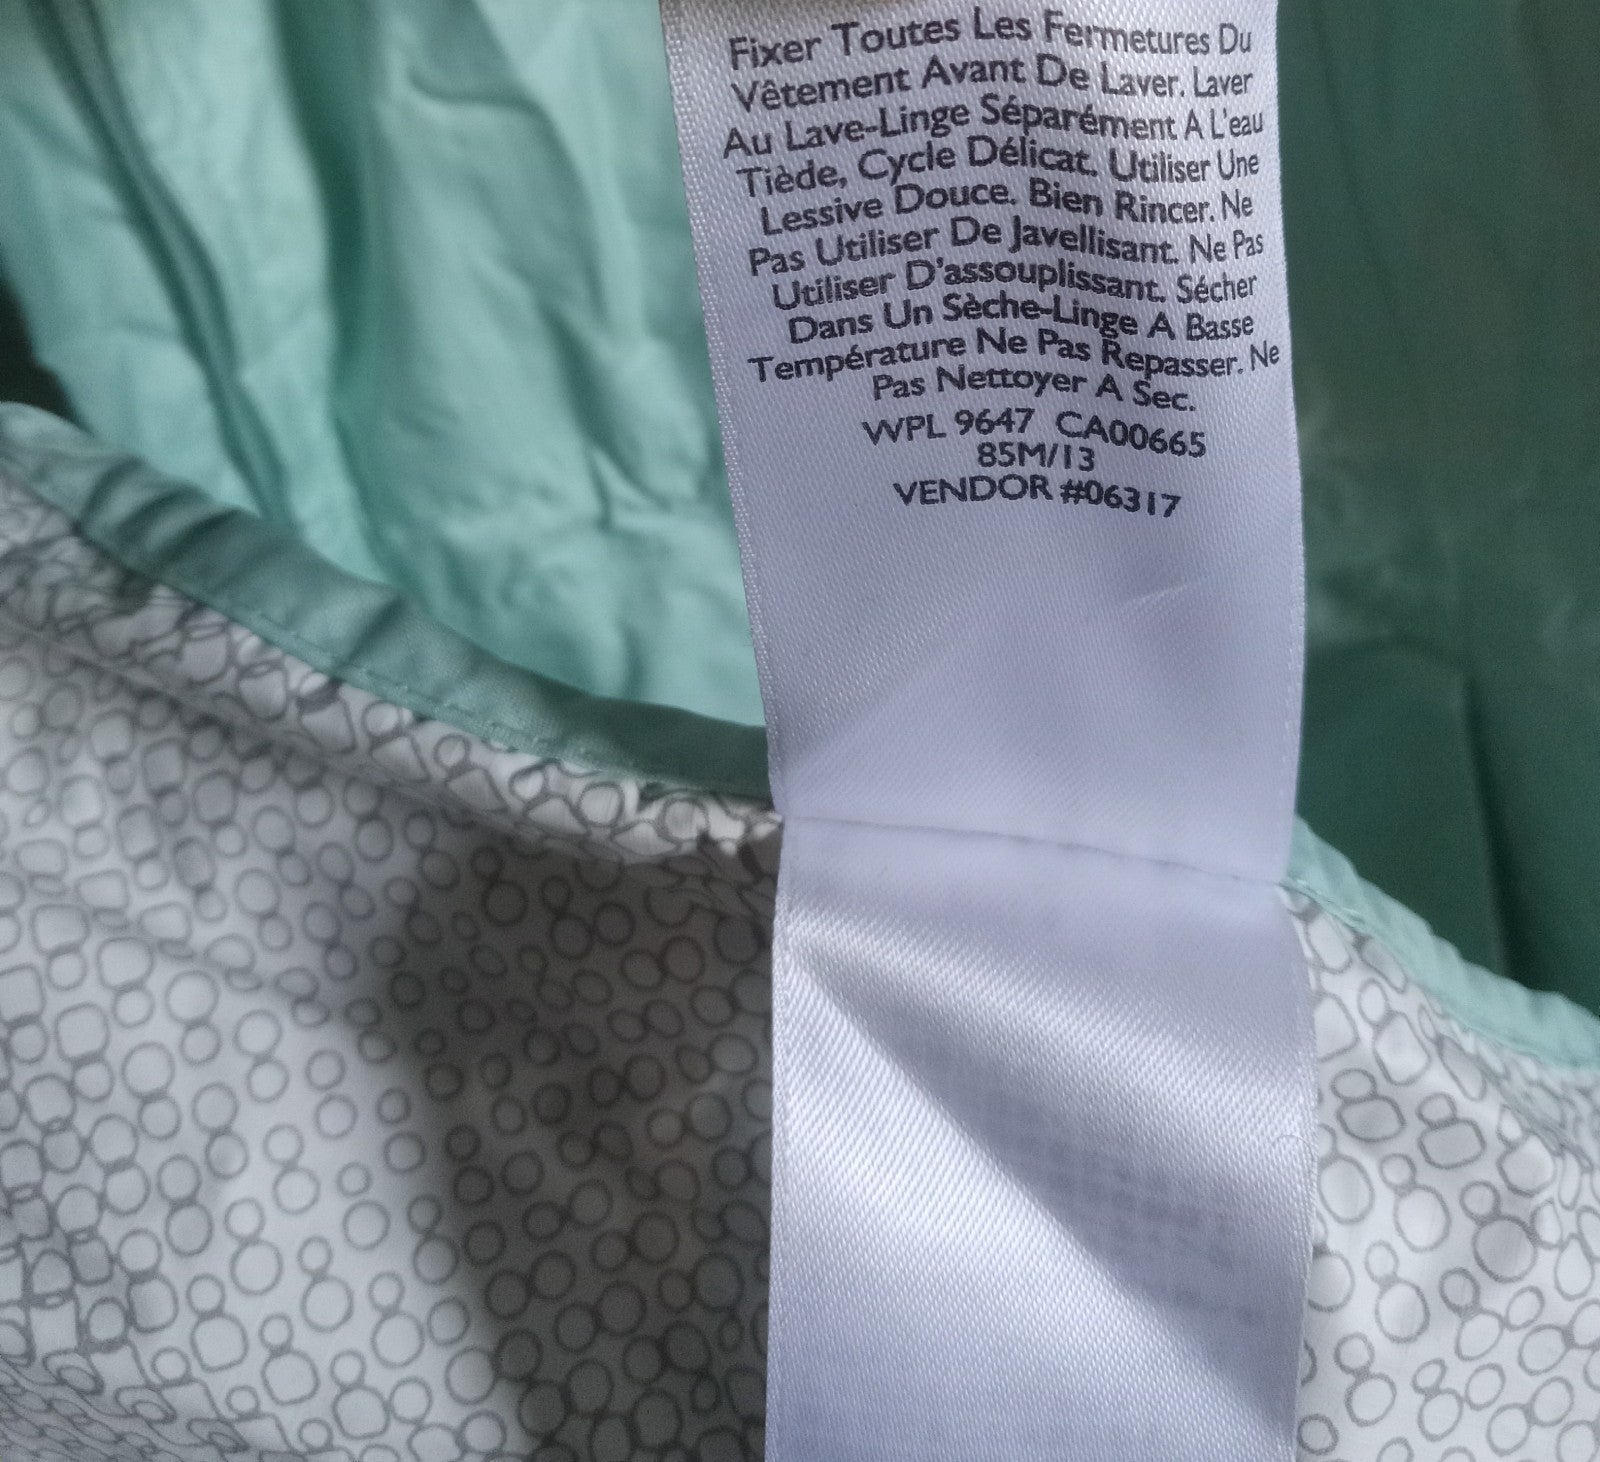 Fixer Toutes Les Fermetures Du
Vêtement Avant De Laver. Laver
Au Lave-Linge Séparément A L'eau
Tiède, Cycle Délicat. Utiliser Une
Lessive Douce. Bien Rincer. Ne
Pas Utiliser De Javellisant. Ne Pas
Utiliser D'assouplissant. Sécher
Dans Un Sèche-Linge A Basse
Température Ne Pas Repasser. Ne
Pas Nettoyer A Sec.
WPL 9647 CA00665
85M/13
VENDOR #06317